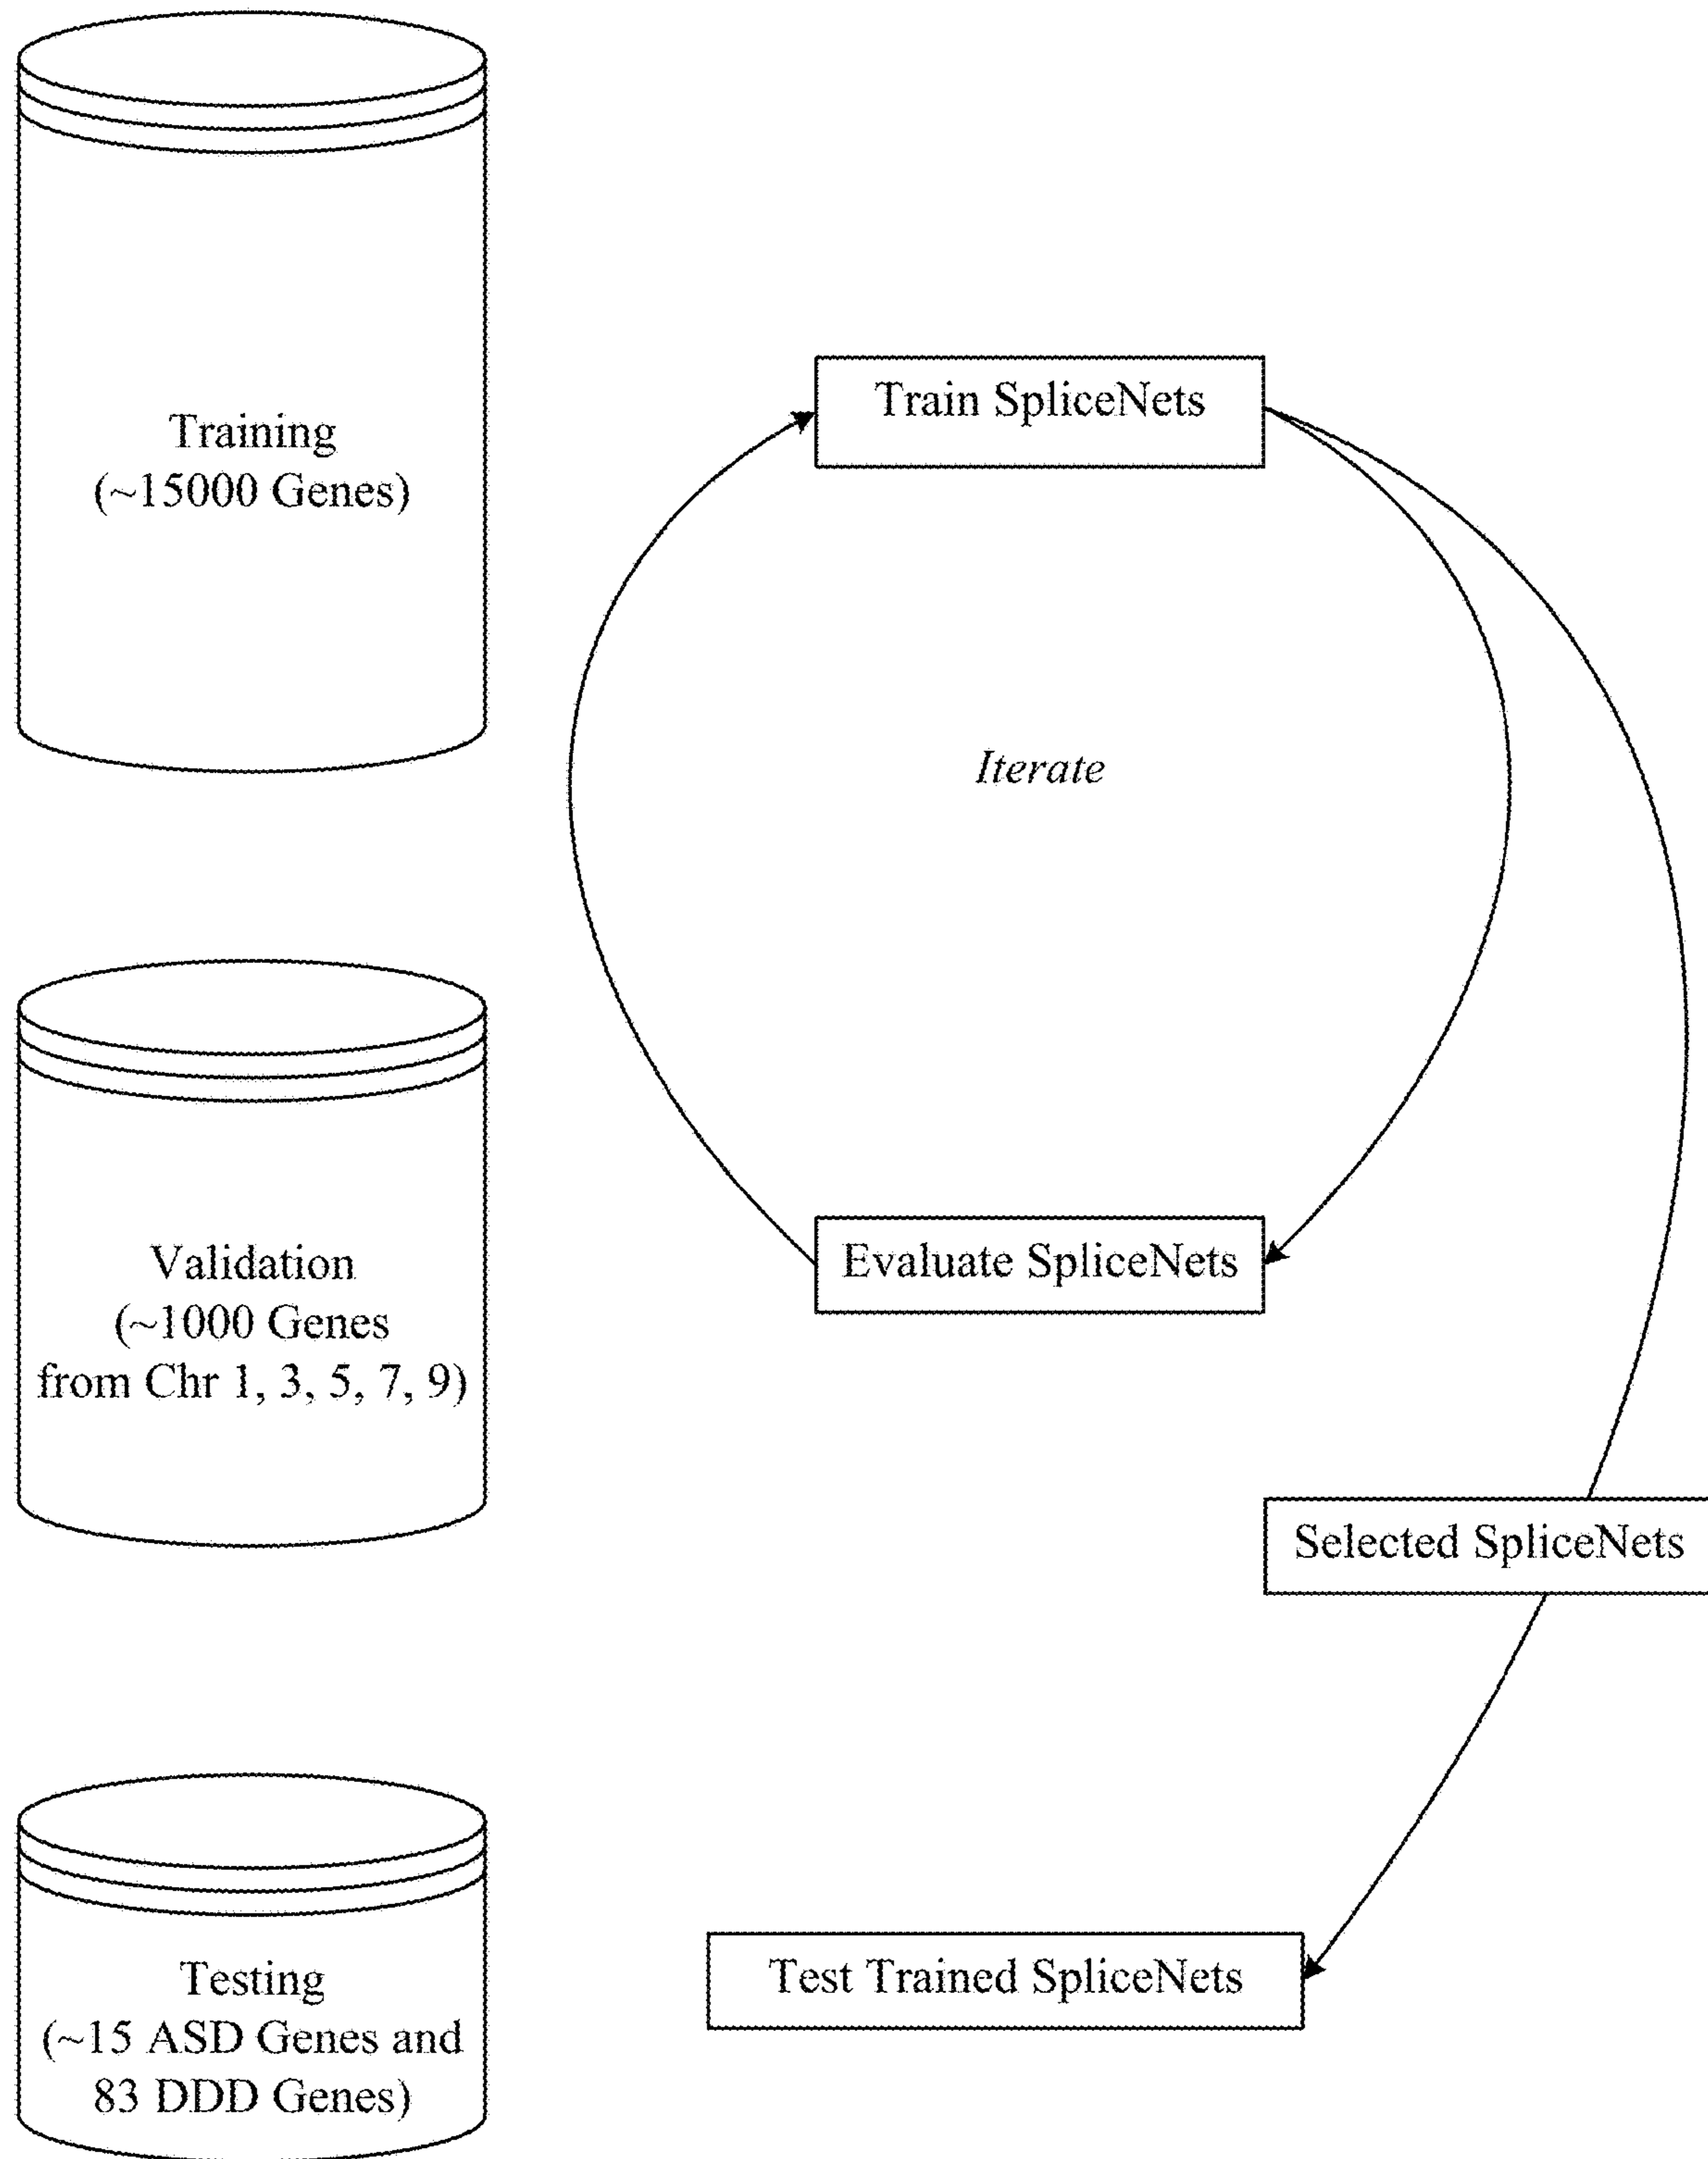 Training
(~15000 Genes)
Train SpliceNets
Iterate
Validation
(~1000 Genes
from Chr 1, 3, 5, 7, 9)
Evaluate SpliceNets
Selected SpliceNets
Testing
(~15 ASD Genes and
83 DDD Genes)
Test Trained SpliceNets